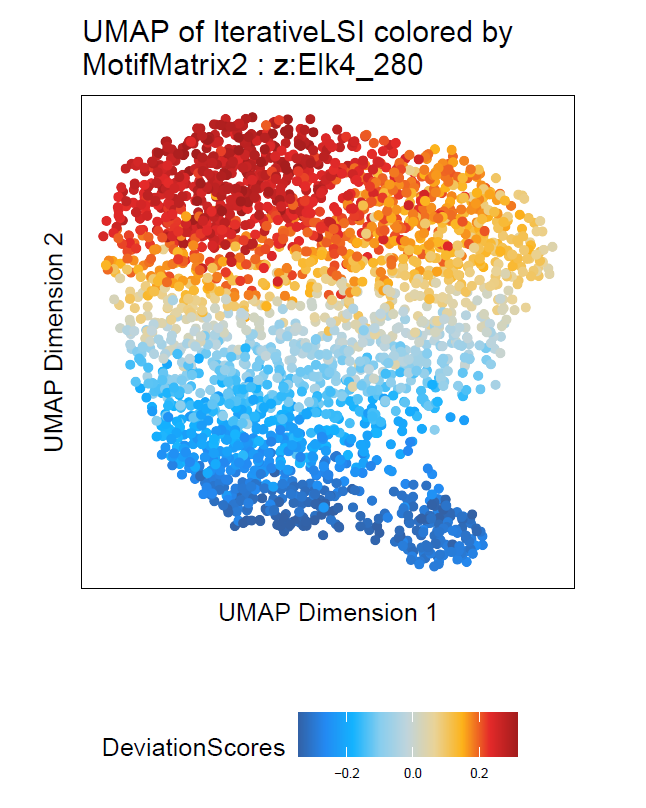 UMAP of IterativeLSI colored by
MotifMatrix2 : z:Elk4_280
UMAP Dimension 2
UMAP Dimension 1
DeviationScores
−0.2 0.0 0.2